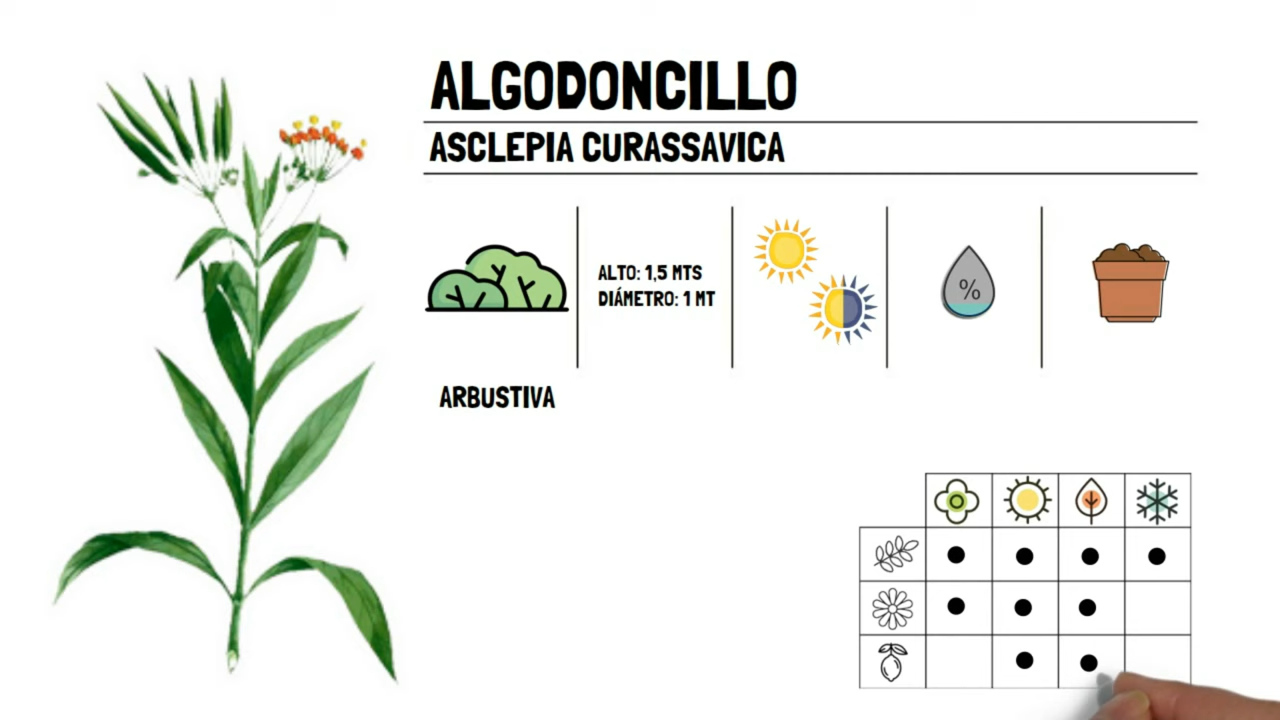 ALGODONCILLO
ASCLEPIA CURASSAVICA
ALTO: 1,5 MTS
DIÁMETRO: 1 MT
%
ARBUSTIVA